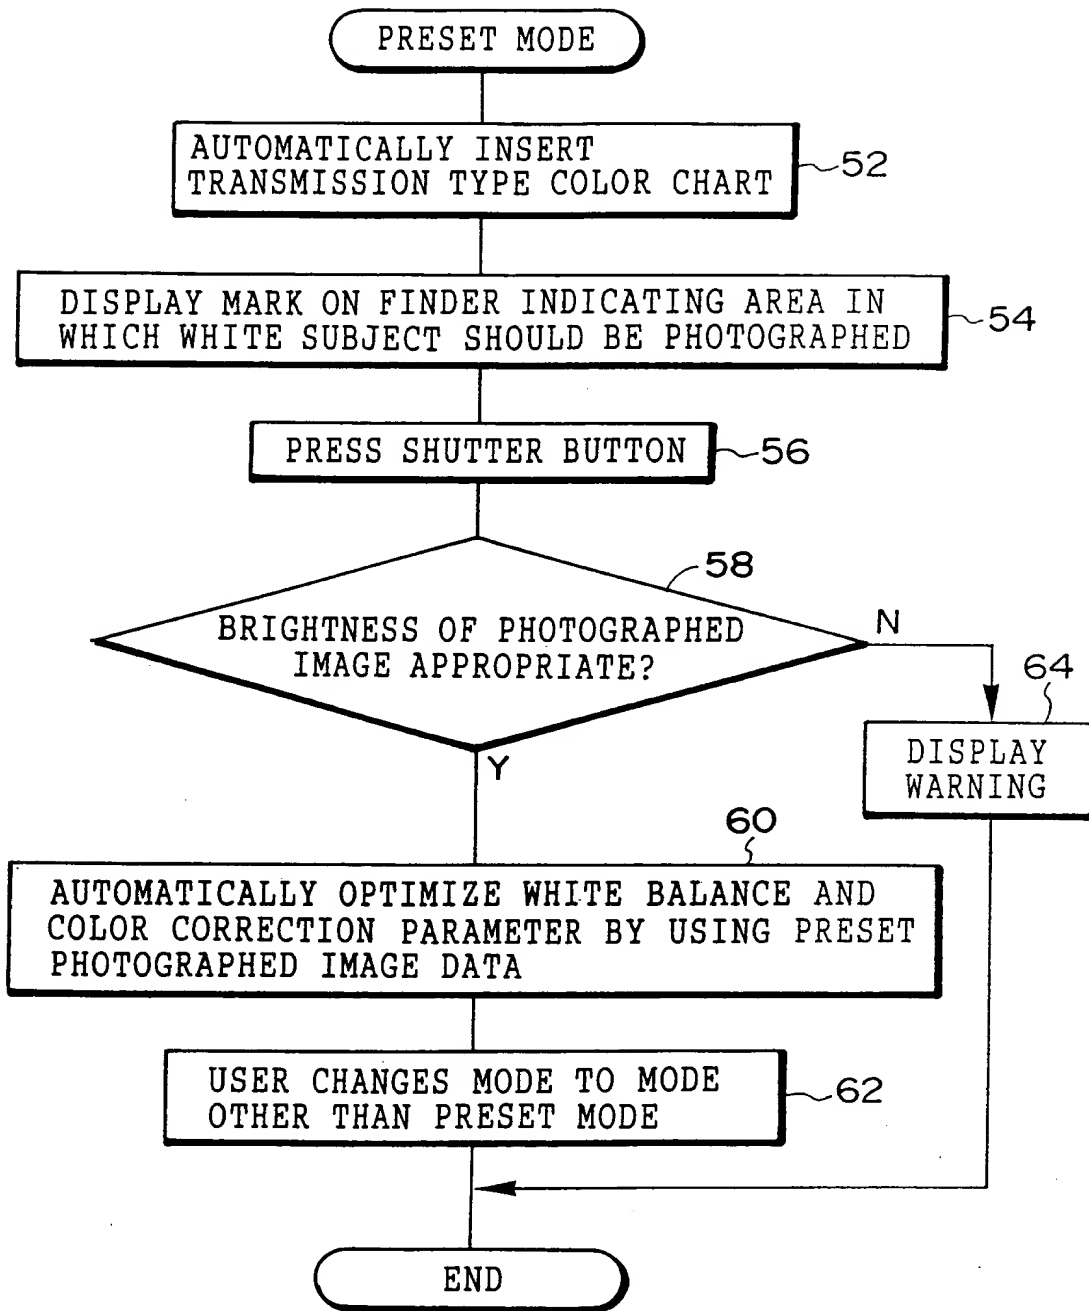 PRESET MODE
AUTOMATICALLY INSERT
TRANSMISSION TYPE COLOR CHART
52
DISPLAY MARK ON FINDER INDICATING AREA IN
WHICH WHITE SUBJECT SHOULD BE PHOTOGRAPHED
54
PRESS SHUTTER BUTTON
56
58
BRIGHTNESS OF PHOTOGRAPHED
IMAGE APPROPRIATE?
N
Y
64
DISPLAY
WARNING
60
AUTOMATICALLY OPTIMIZE WHITE BALANCE AND
COLOR CORRECTION PARAMETER BY USING PRESET
PHOTOGRAPHED IMAGE DATA
USER CHANGES MODE TO MODE
OTHER THAN PRESET MODE
62
END